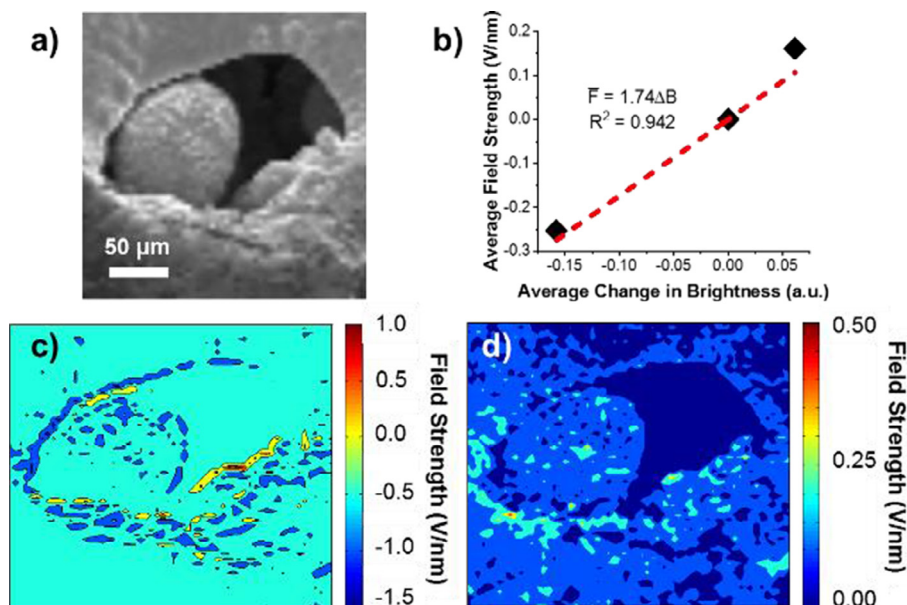 a)
50 µm
b)
Average Field Strength (V/nm)
0.2
0.1
0.0
-0.1
-0.2
-0.3
F̅ = 1.74ΔB
R² = 0.942
-0.15
-0.10
-0.05
0.00
0.05
Average Change in Brightness (a.u.)
c)
1.0
0.5
0.0
-0.5
-1.0
-1.5
Field Strength (V/nm)
d)
0.50
0.25
0.00
Field Strength (V/nm)